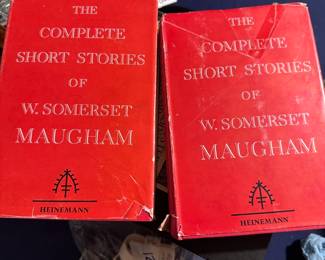 THE
COMPLETE
SHORT STORIES
OF
W. SOMERSET
MAUGHAM
HEINEMANN
THE
COMPLETE
SHORT STORIES
OF
W. SOMERSET
MAUGHAM
HEINEMANN